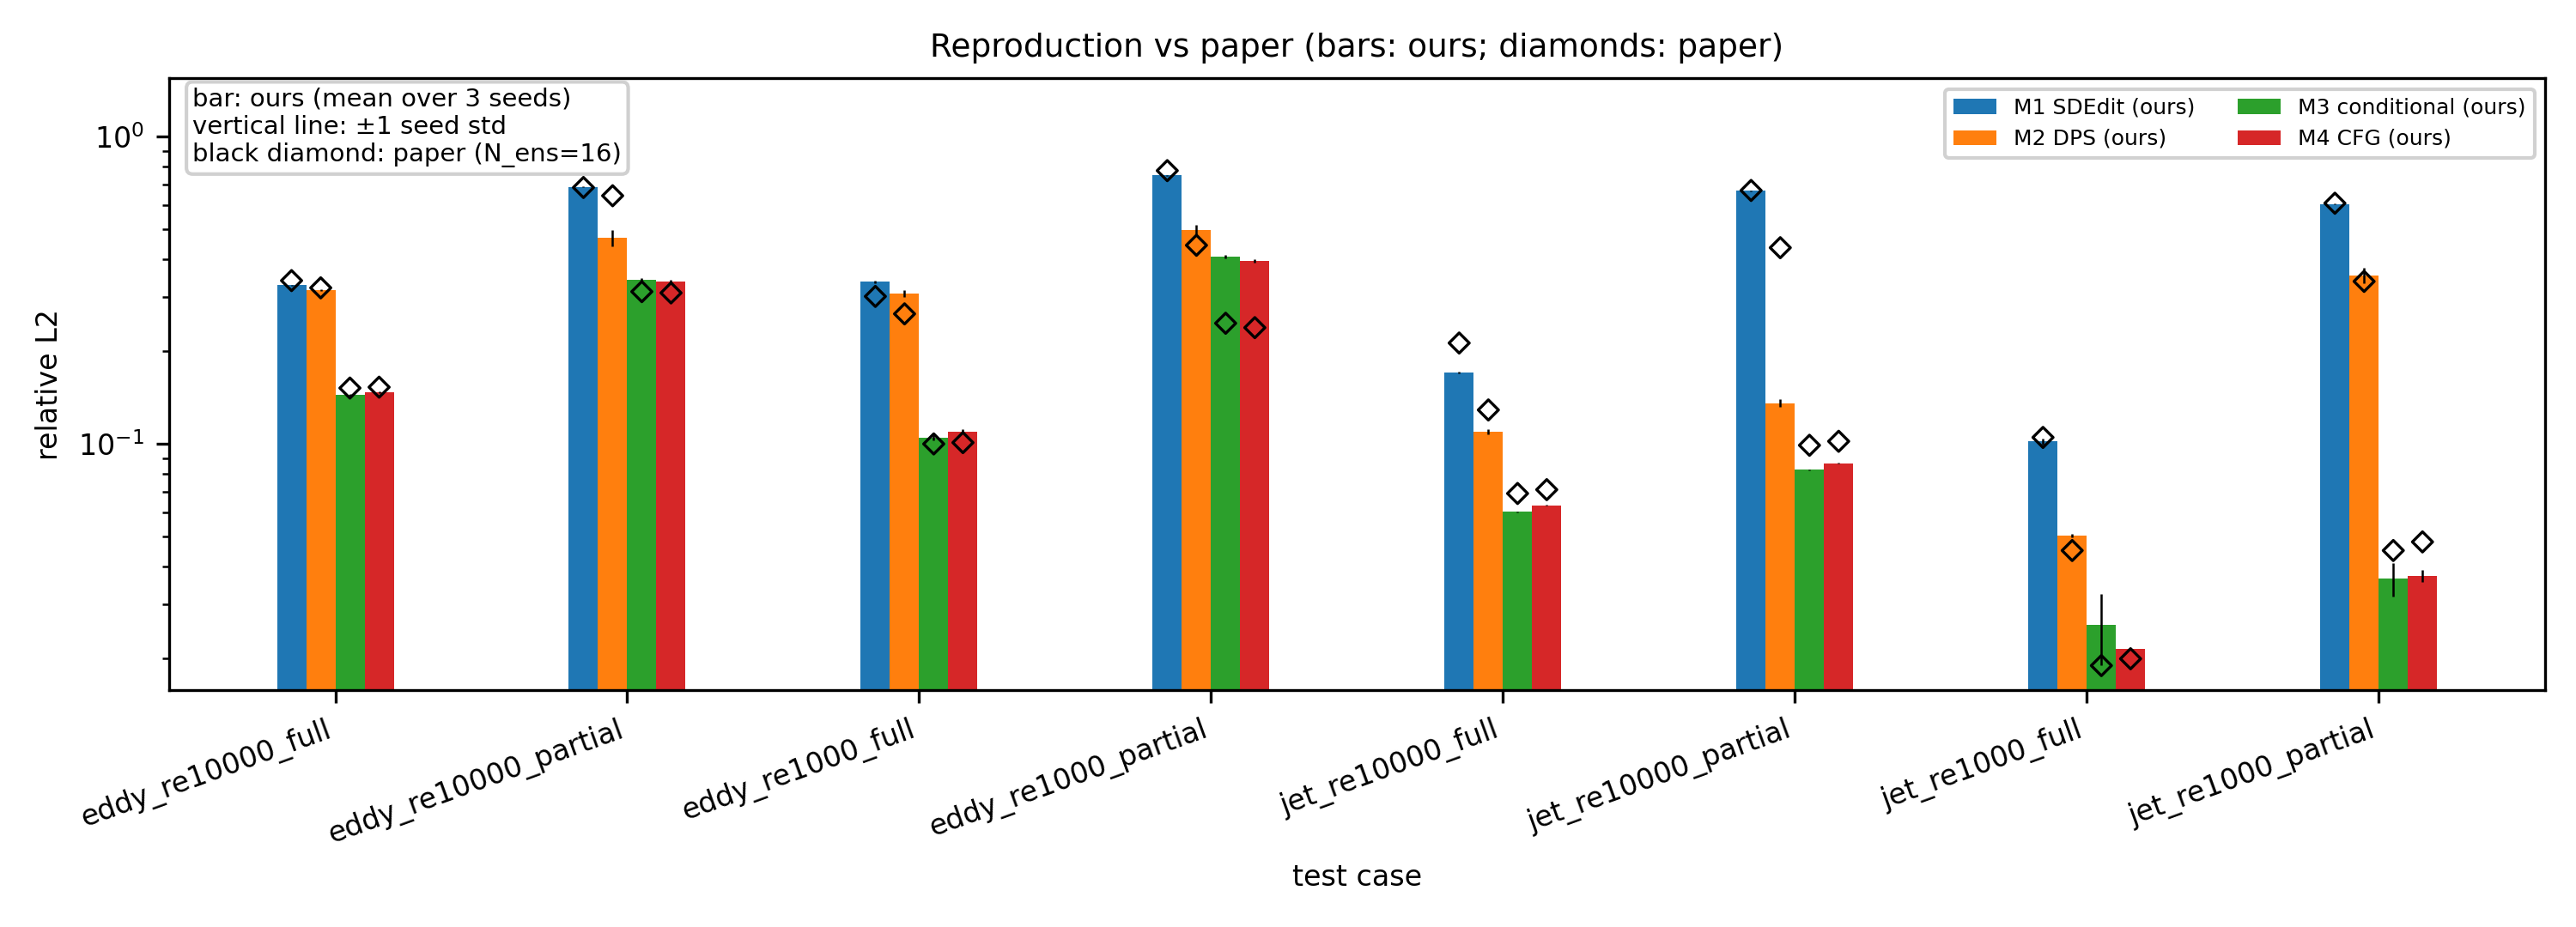 Reproduction vs paper (bars: ours; diamonds: paper)
bar: ours (mean over 3 seeds)
vertical line: ±1 seed std
black diamond: paper (N_ens=16)
M1 SDEdit (ours)
M2 DPS (ours)
M3 conditional (ours)
M4 CFG (ours)
relative L2
10⁰
10⁻¹
eddy_re10000_full
eddy_re10000_partial
eddy_re1000_full
eddy_re1000_partial
jet_re10000_full
jet_re10000_partial
jet_re1000_full
jet_re1000_partial
test case